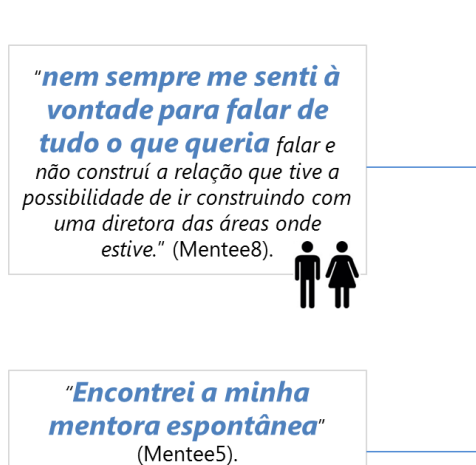 "nem sempre me senti à
vontade para falar de
tudo o que queria falar e
não construí a relação que tive a
possibilidade de ir construindo com
uma diretora das áreas onde
estive." (Mentee8).
"Encontrei a minha
mentora espontânea"
(Mentee5).